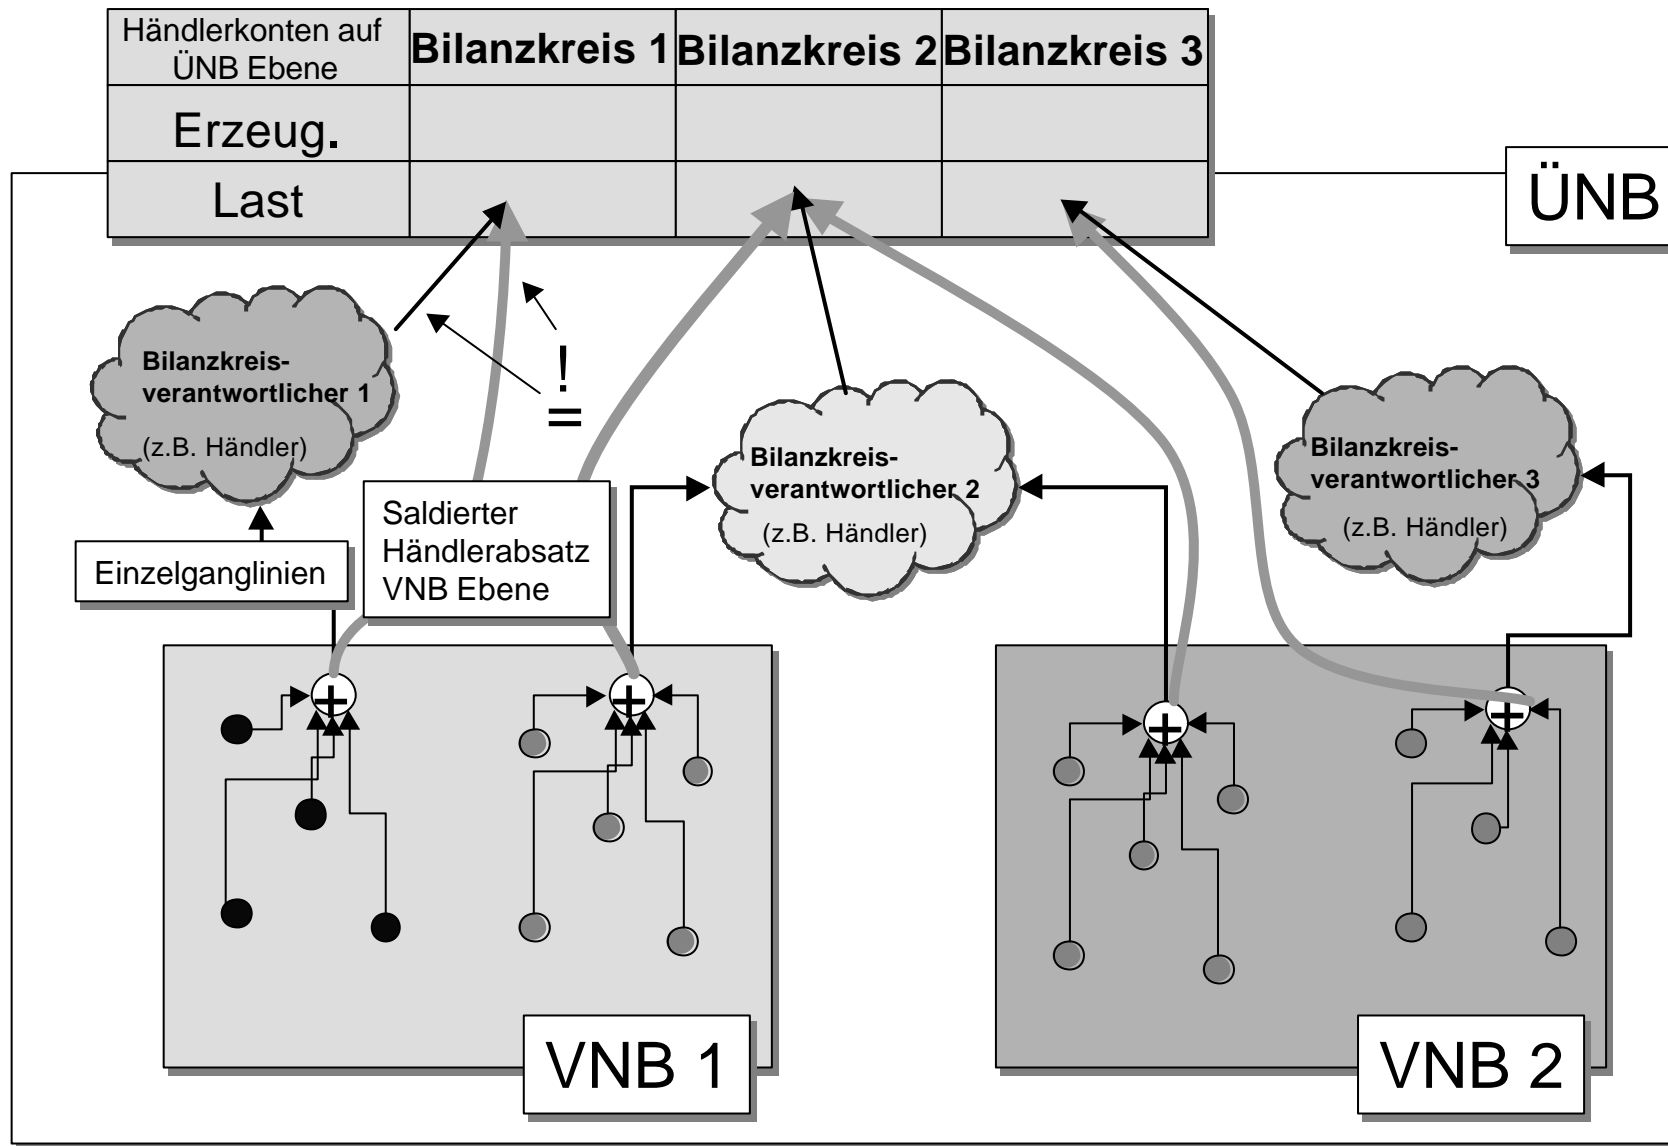 Händlerkonten auf
ÜNB Ebene
Bilanzkreis 1
Bilanzkreis 2
Bilanzkreis 3
Erzeug.
Last
ÜNB
Bilanzkreis-
verantwortlicher 1
(z.B. Händler)
!
=
Bilanzkreis-
verantwortlicher 2
(z.B. Händler)
Bilanzkreis-
verantwortlicher 3
(z.B. Händler)
Einzelganglinien
Saldierter
Händlerabsatz
VNB Ebene
+
+
+
+
VNB 1
VNB 2